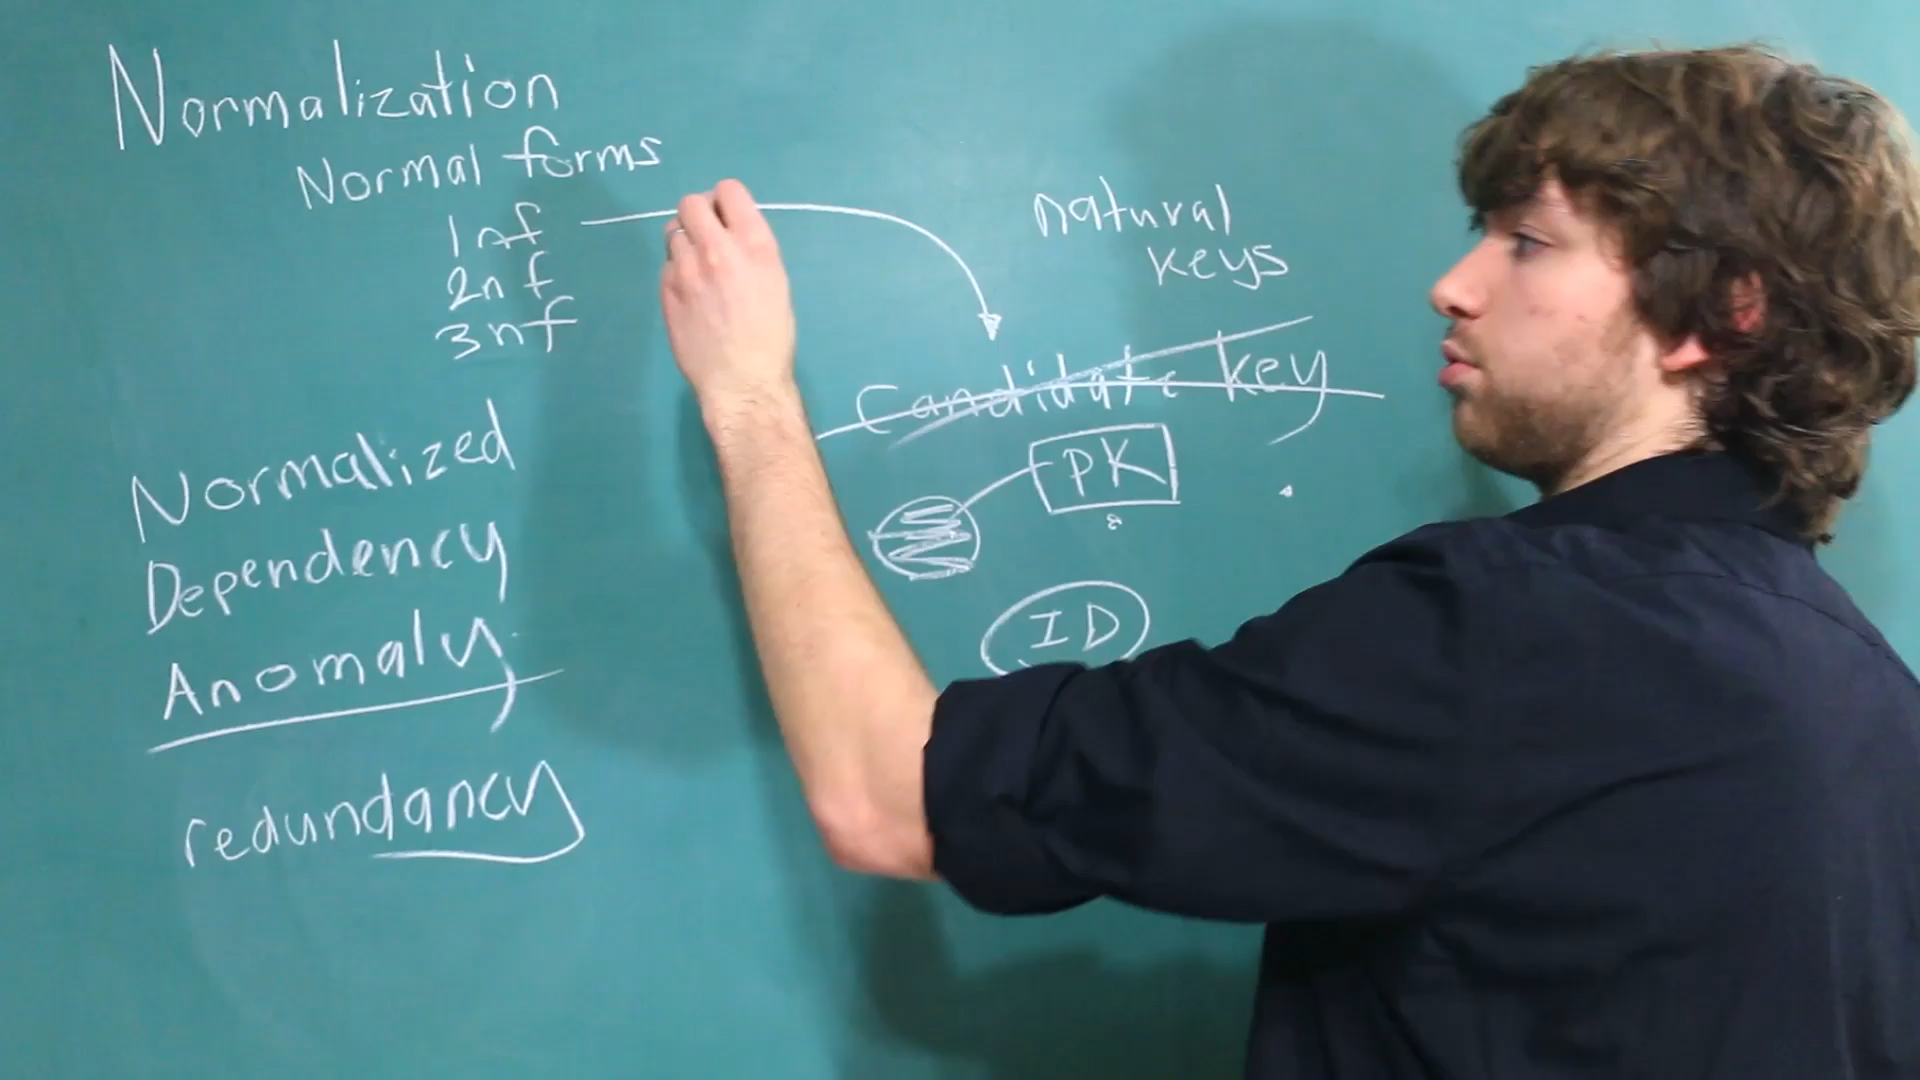 Normalization
Normal forms
1nf
2nf
3nf
Normalized
Dependency
Anomaly
redundancy
natural
keys
candidate key
PK
ID